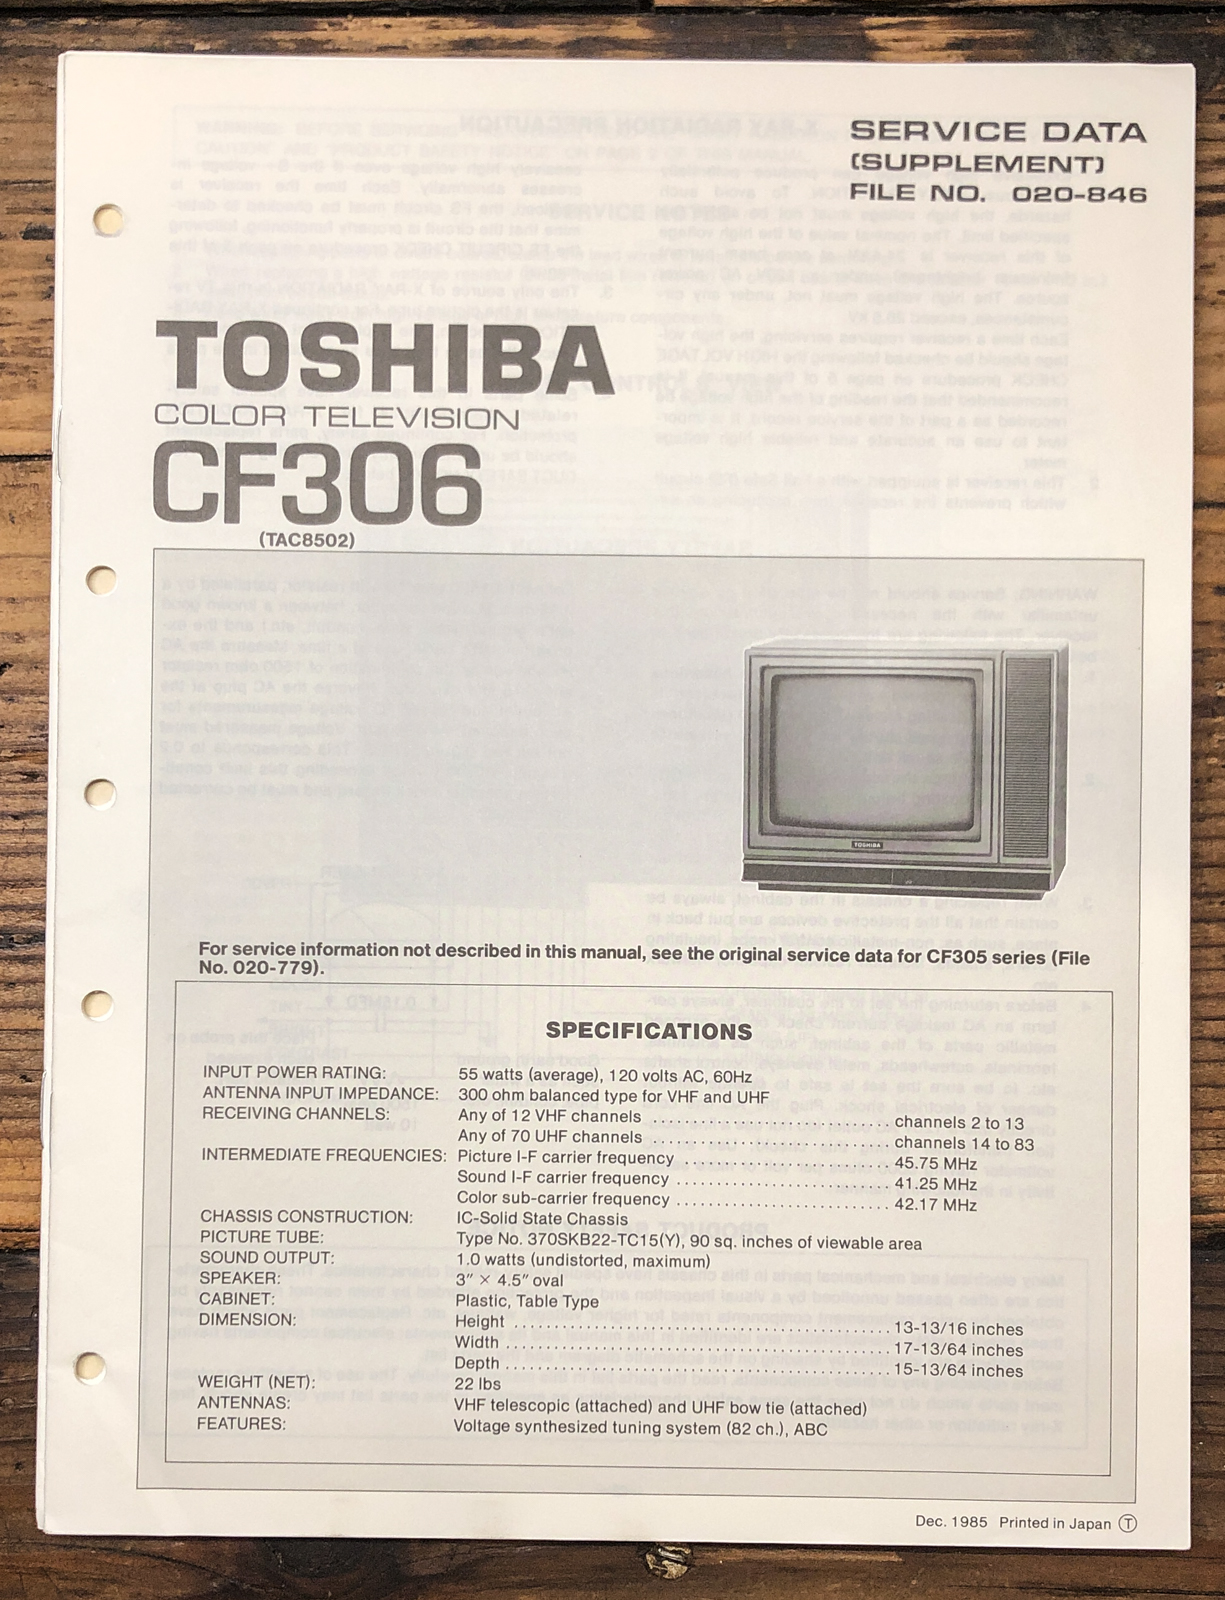 SERVICE DATA
(SUPPLEMENT)
FILE NO. 020-846
TOSHIBA
COLOR TELEVISION
CF306
(TAC8502)
TOSHIBA
For service information not described in this manual, see the original service data for CF305 series (File
No. 020-779).
SPECIFICATIONS
INPUT POWER RATING: 55 watts (average), 120 volts AC, 60Hz
ANTENNA INPUT IMPEDANCE: 300 ohm balanced type for VHF and UHF
RECEIVING CHANNELS: Any of 12 VHF channels ........................... channels 2 to 13
Any of 70 UHF channels ........................... channels 14 to 83
INTERMEDIATE FREQUENCIES: Picture I-F carrier frequency ........................ 45.75 MHz
Sound I-F carrier frequency ........................ 41.25 MHz
Color sub-carrier frequency ........................ 42.17 MHz
CHASSIS CONSTRUCTION: IC-Solid State Chassis
PICTURE TUBE: Type No. 370SKB22-TC15(Y), 90 sq. inches of viewable area
SOUND OUTPUT: 1.0 watts (undistorted, maximum)
SPEAKER: 3″ × 4.5″ oval
CABINET: Plastic, Table Type
DIMENSION: Height ........................................ 13-13/16 inches
Width ........................................ 17-13/64 inches
Depth ........................................ 15-13/64 inches
WEIGHT (NET): 22 lbs
ANTENNAS: VHF telescopic (attached) and UHF bow tie (attached)
FEATURES: Voltage synthesized tuning system (82 ch.), ABC
Dec. 1985 Printed in Japan Ⓣ